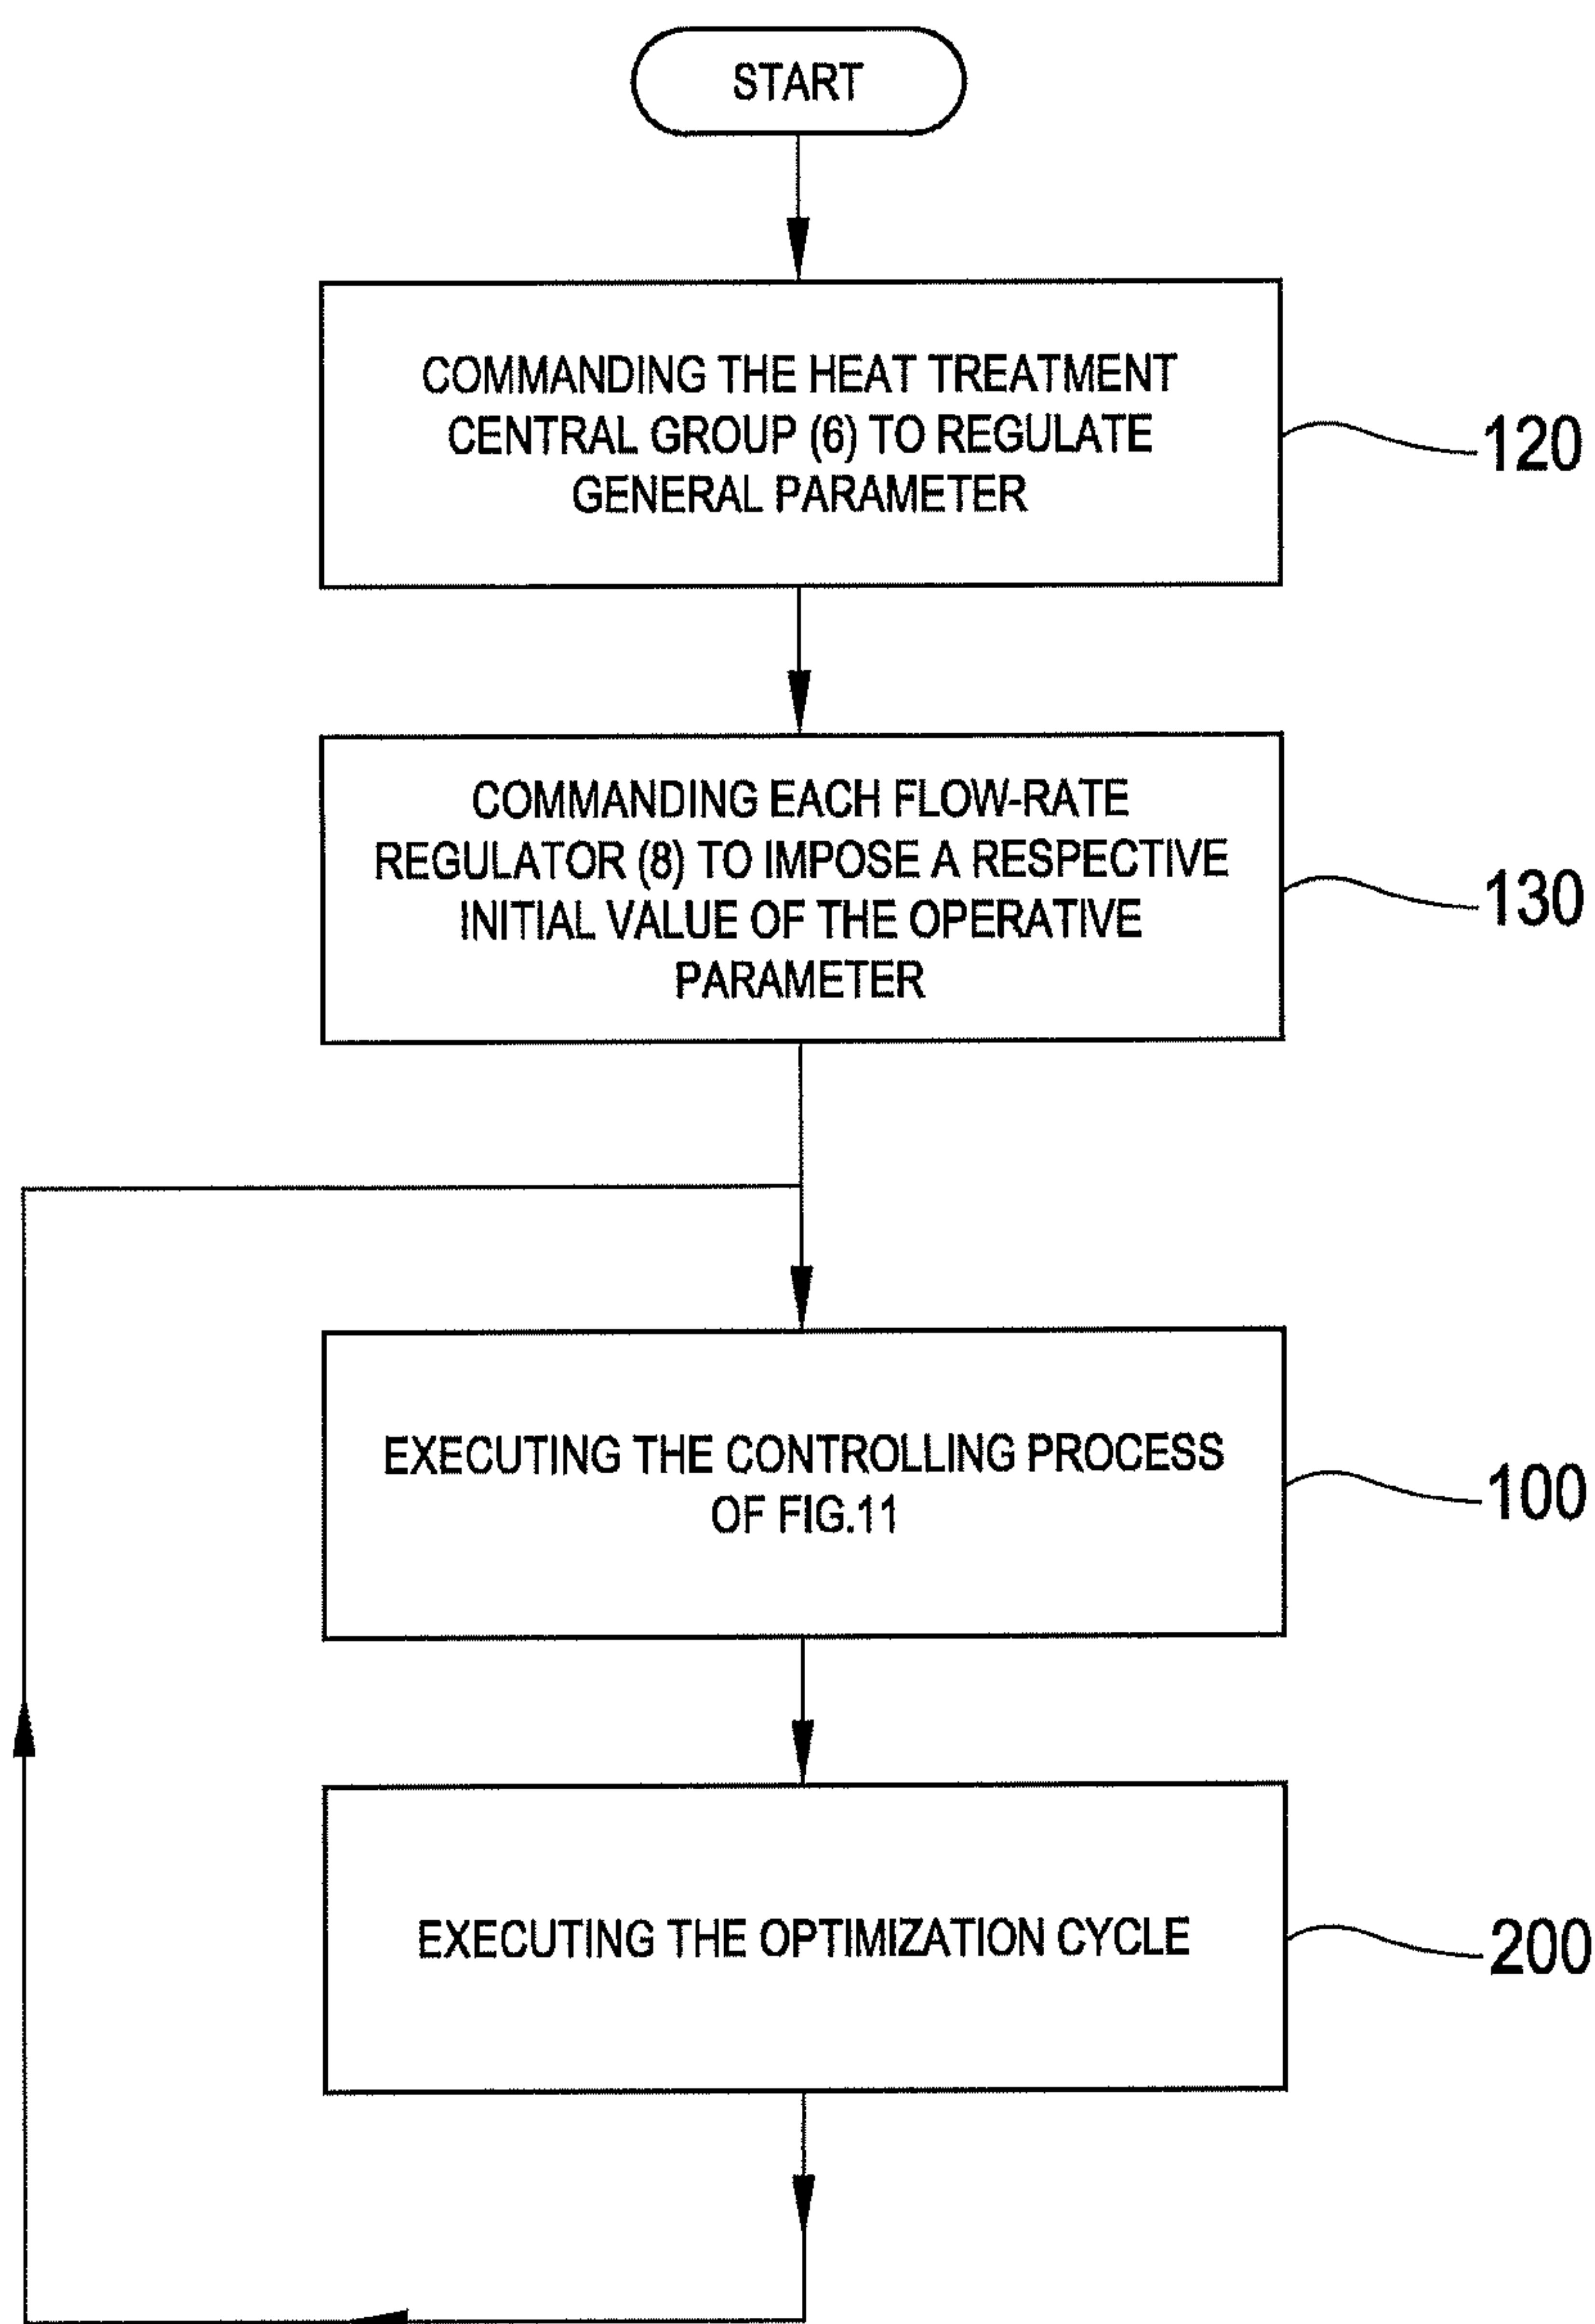 START
COMMANDING THE HEAT TREATMENT
CENTRAL GROUP (6) TO REGULATE
GENERAL PARAMETER
120
COMMANDING EACH FLOW-RATE
REGULATOR (8) TO IMPOSE A RESPECTIVE
INITIAL VALUE OF THE OPERATIVE
PARAMETER
130
EXECUTING THE CONTROLLING PROCESS
OF FIG.11
100
EXECUTING THE OPTIMIZATION CYCLE
200